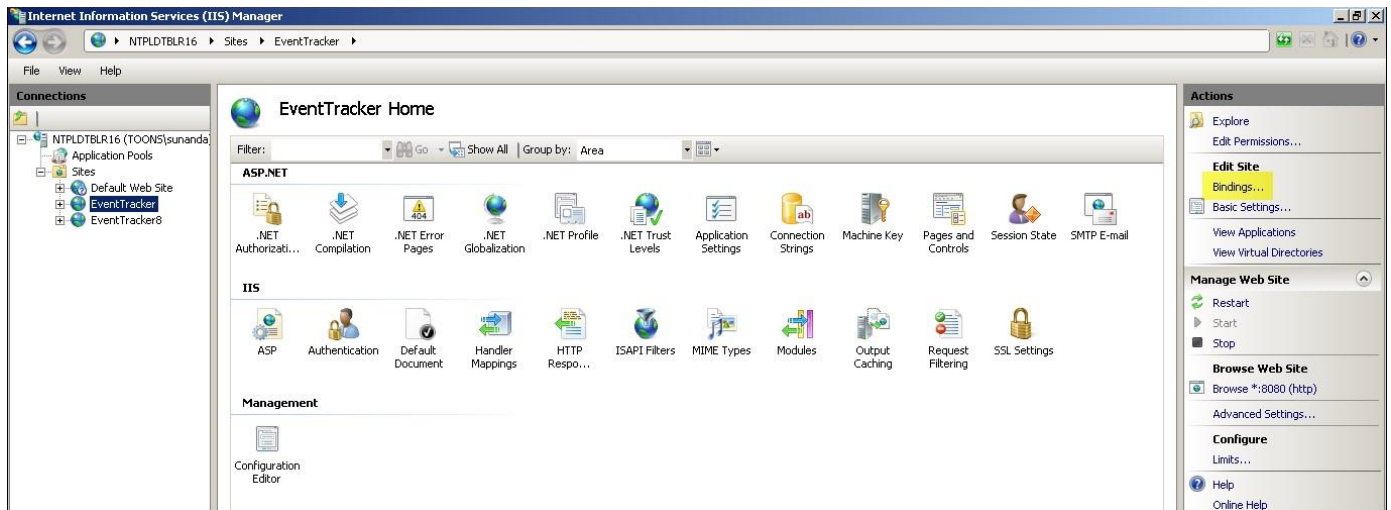 Internet Information Services (IIS) Manager
NTPLDTBLR16 Sites EventTracker
File View Help
Connections
NTPLDTBLR16 (TOONS\sunanda)
Application Pools
Sites
Default Web Site
EventTracker
EventTracker8
EventTracker Home
Filter: Go Show All Group by: Area
ASP.NET
.NET Authorizati...
.NET Compilation
.NET Error Pages
404
.NET Globalization
.NET Profile
.NET Trust Levels
Application Settings
ab
Connection Strings
Machine Key
Pages and Controls
Session State
SMTP E-mail
IIS
ASP
Authentication
Default Document
Handler Mappings
HTTP Respo...
ISAPI Filters
MIME Types
Modules
Output Caching
Request Filtering
SSL Settings
Management
Configuration Editor
Actions
Explore
Edit Permissions...
Edit Site
Bindings...
Basic Settings...
View Applications
View Virtual Directories
Manage Web Site
Restart
Start
Stop
Browse Web Site
Browse *:8080 (http)
Advanced Settings...
Configure
Limits...
Help
Online Help